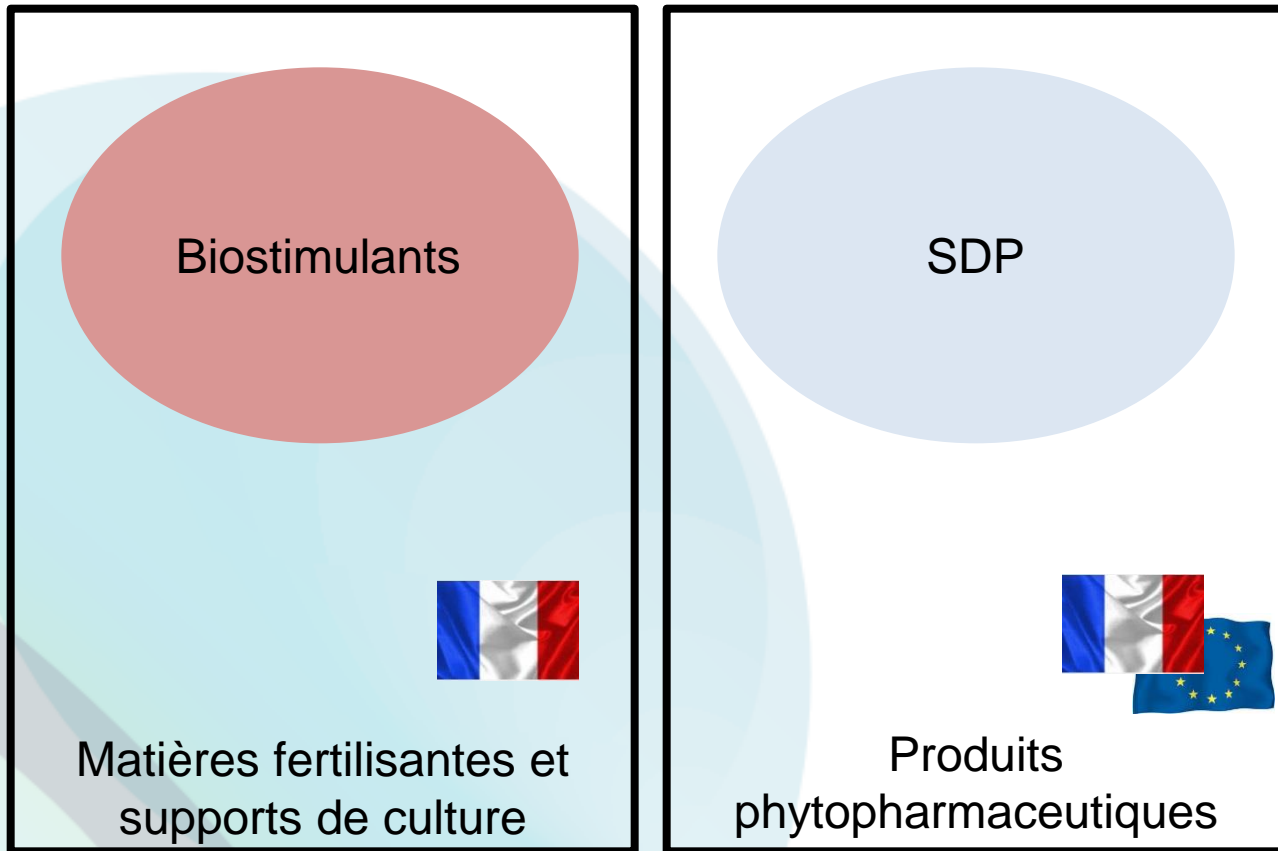 Biostimulants
Matières fertilisantes et
supports de culture
SDP
Produits
phytopharmaceutiques